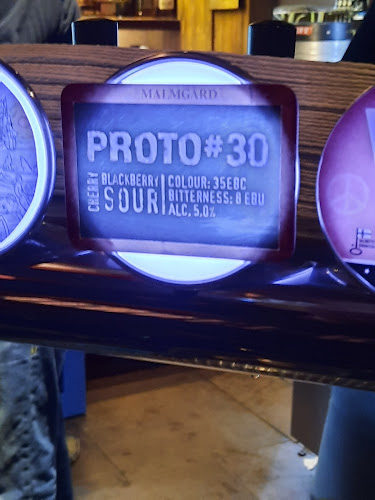 MALMGARD
PROTO#30
CHERRY
BLACKBERRY
SOUR
COLOUR: 35EBC
BITTERNESS: 8 EBU
ALC. 5.0%